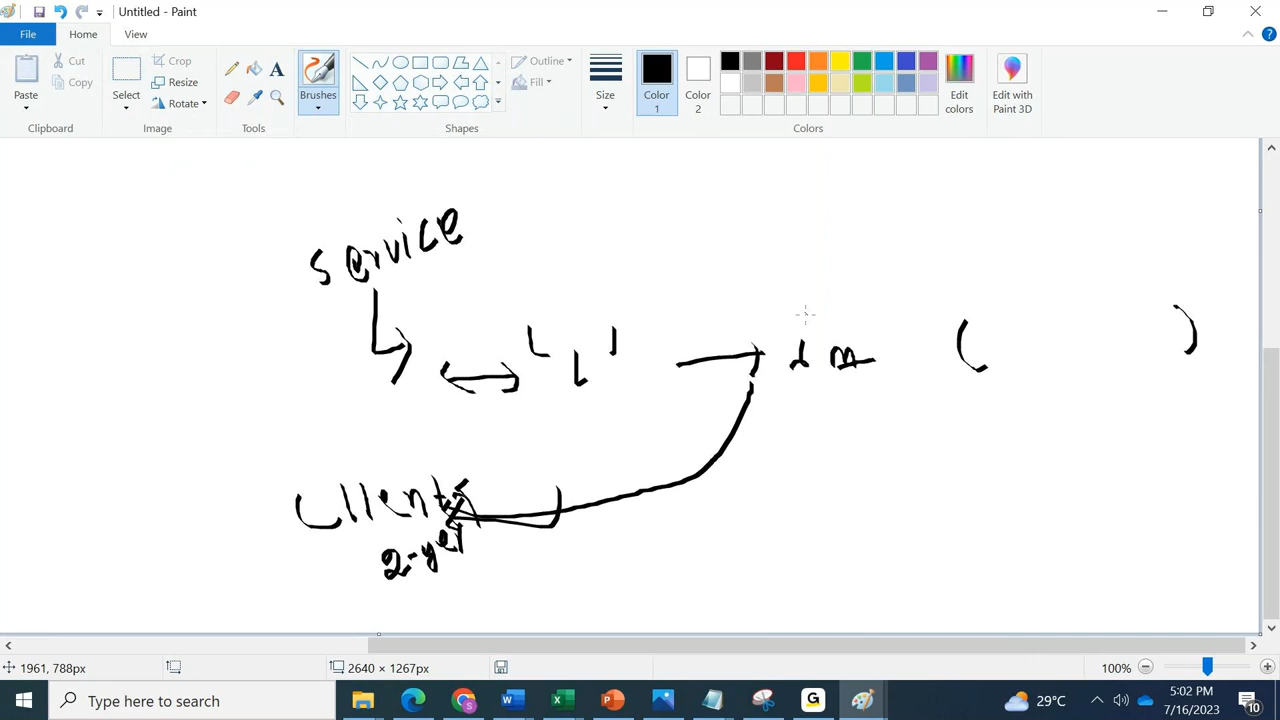 Untitled - Paint
File
Home
View
Paste
Cut
Copy
Clipboard
Select
Crop
Resize
Rotate
Image
A
Tools
Brushes
Outline
Fill
Shapes
Size
Color 1
Color 2
Edit colors
Colors
Edit with Paint 3D
service
2-
1961, 788px
2640 × 1267px
100%
Type here to search
29°C
5:02 PM
7/16/2023
10